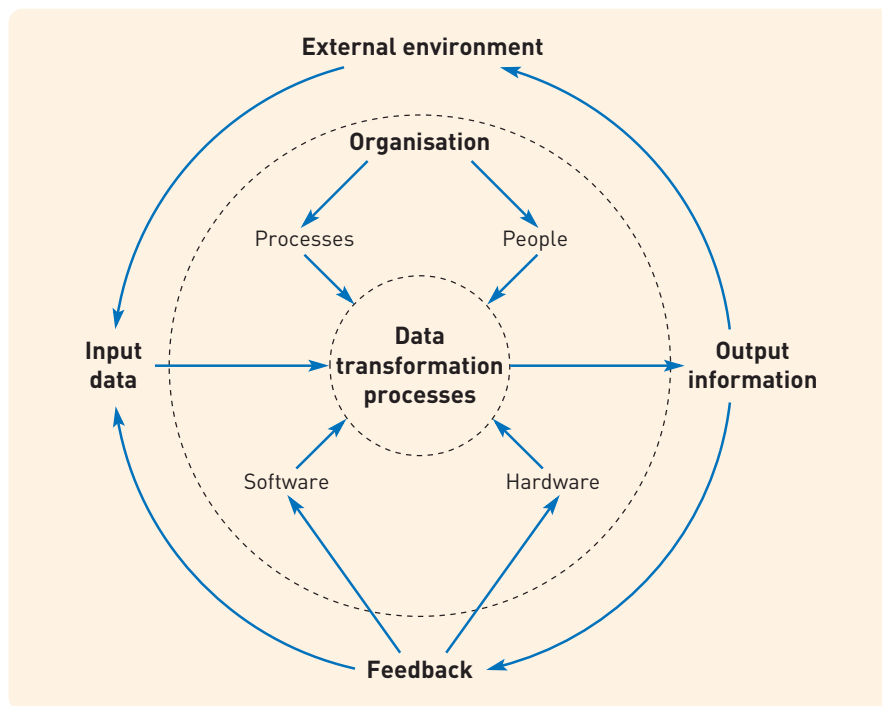 External environment
Organisation
Processes
People
Data
transformation
processes
Input
data
Output
information
Software
Hardware
Feedback